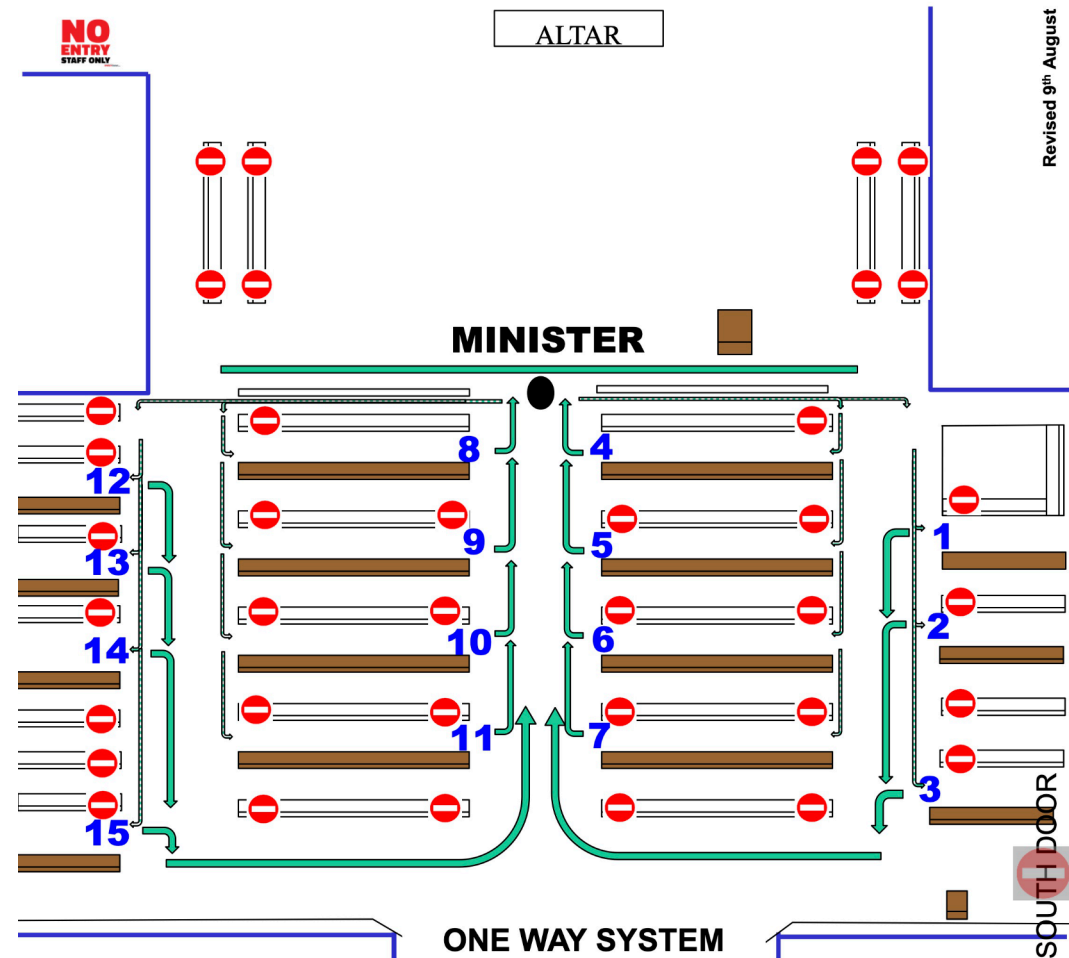 NO
ENTRY
STAFF ONLY
ALTAR
Revised 9th August
MINISTER
8
4
12
9
5
1
13
10
6
2
14
11
7
3
15
SOUTH DOOR
ONE WAY SYSTEM